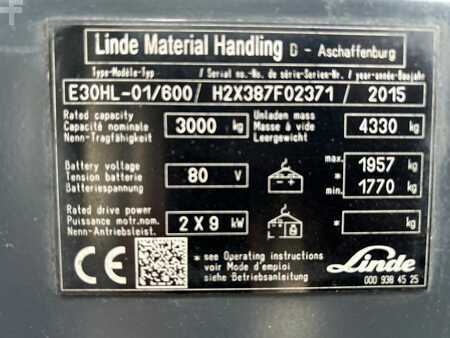 Linde Material Handling D - Aschaffenburg
Type-Modèle-Typ / Serial no.-No. de série-Serien-Nr. / year-année-Baujahr
E30HL-01/600 / H2X387F02371 / 2015
Rated capacity
Capacité nominale
Nenn-Tragfähigkeit
3000 kg
Unladen mass
Masse à vide
Leergewicht
4330 kg
Battery voltage
Tension batterie
Batteriespannung
80 V
max. 1957 kg
*
min. 1770 kg
Rated drive power
Puissance motr.nom.
Nenn-Antriebsleist.
2 X 9 kW
* kg
CE
* see Operating instructions
voir Mode d'emploi
siehe Betriebsanleitung
Linde
000 938 45 25